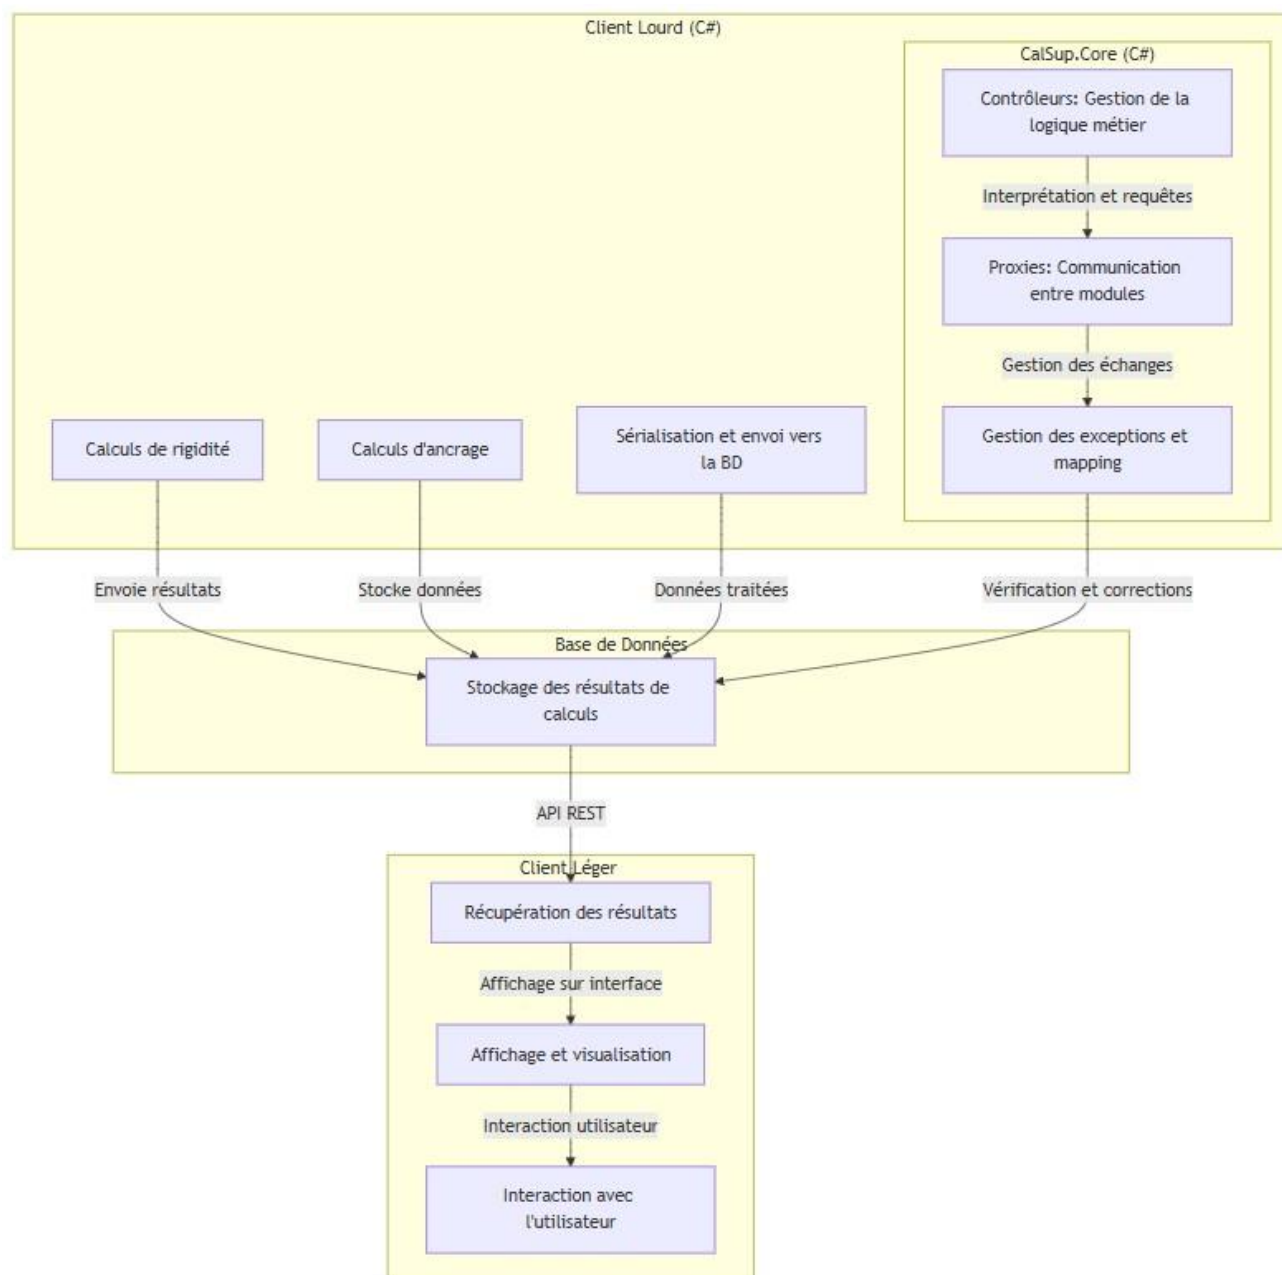 Client Lourd (C#)
CalSup.Core (C#)
Contrôleurs: Gestion de la
logique métier
Interprétation et requêtes
Proxies: Communication
entre modules
Gestion des échanges
Calculs de rigidité
Calculs d'ancrage
Sérialisation et envoi vers
la BD
Gestion des exceptions et
mapping
Envoie résultats
Stocke données
Données traitées
Vérification et corrections
Base de Données
Stockage des résultats de
calculs
API REST
Client Léger
Récupération des résultats
Affichage sur interface
Affichage et visualisation
Interaction utilisateur
Interaction avec
l'utilisateur